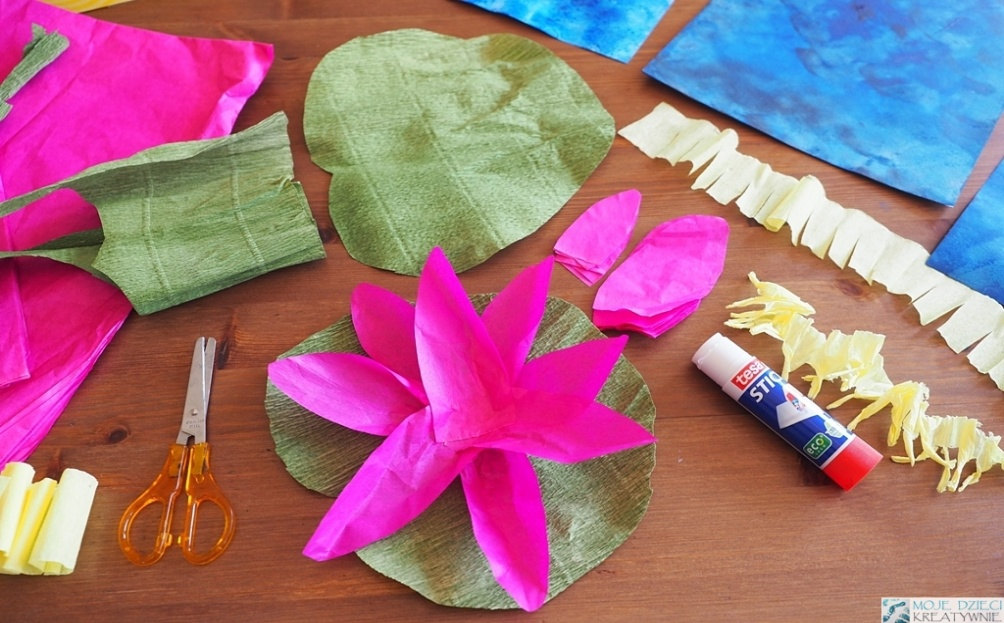 tesa
STIC
eco
MOJE DZIECI
KREATYWNIE